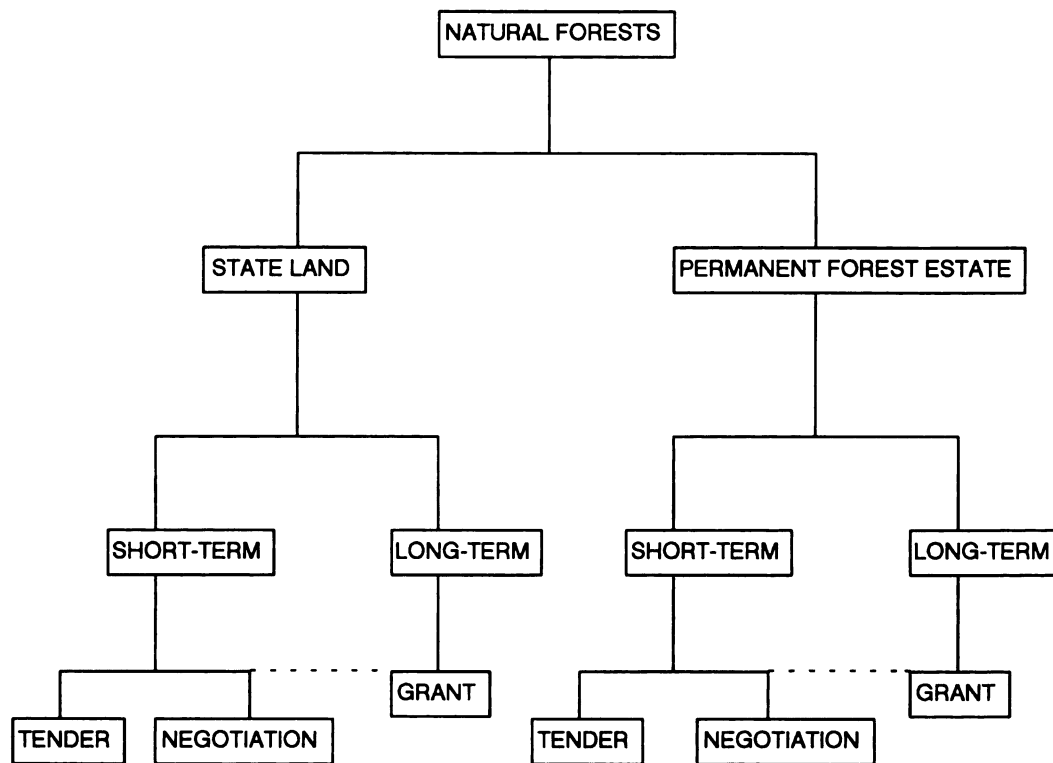 NATURAL FORESTS
STATE LAND
PERMANENT FOREST ESTATE
SHORT-TERM
LONG-TERM
SHORT-TERM
LONG-TERM
GRANT
GRANT
TENDER
NEGOTIATION
TENDER
NEGOTIATION